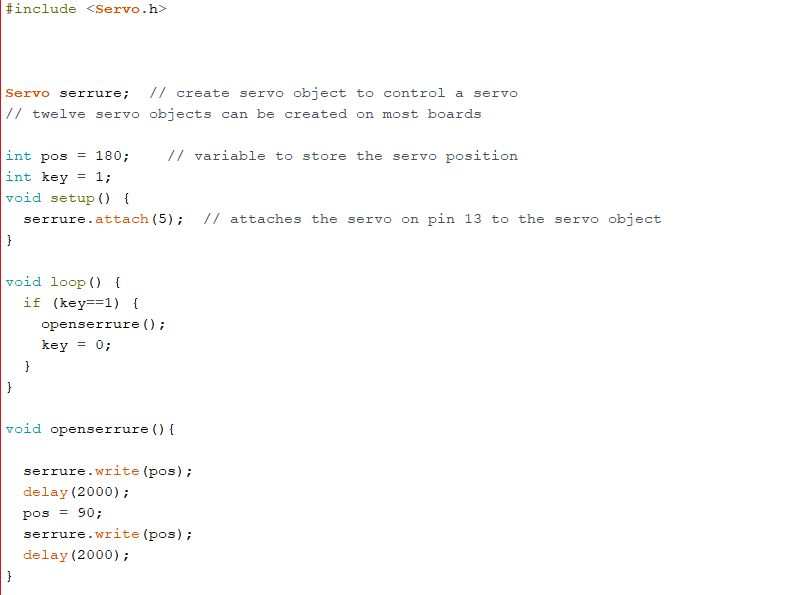 #include <Servo.h>
Servo serrure;  // create servo object to control a servo
// twelve servo objects can be created on most boards
int pos = 180;    // variable to store the servo position
int key = 1;
void setup() {
  serrure.attach(5);  // attaches the servo on pin 13 to the servo object
}
void loop() {
  if (key==1) {
    openserrure();
    key = 0;
  }
}
void openserrure(){
  serrure.write(pos);
  delay(2000);
  pos = 90;
  serrure.write(pos);
  delay(2000);
}